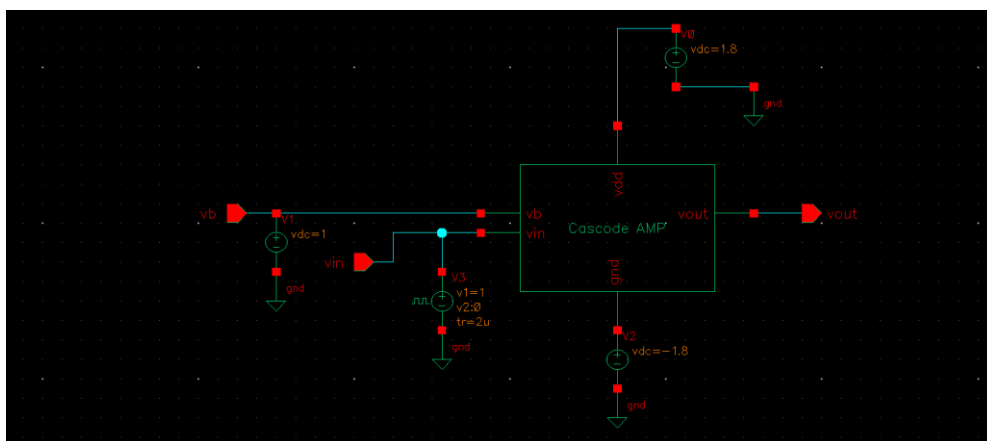 V0
vdc=1.8
gnd
vdd
vb
V1
vb
vout
vout
vdc=1
vin
Cascode AMP
vin
gnd
V3
gnd
v1=1
v2:0
tr=2u
V2
gnd
vdc=-1.8
gnd